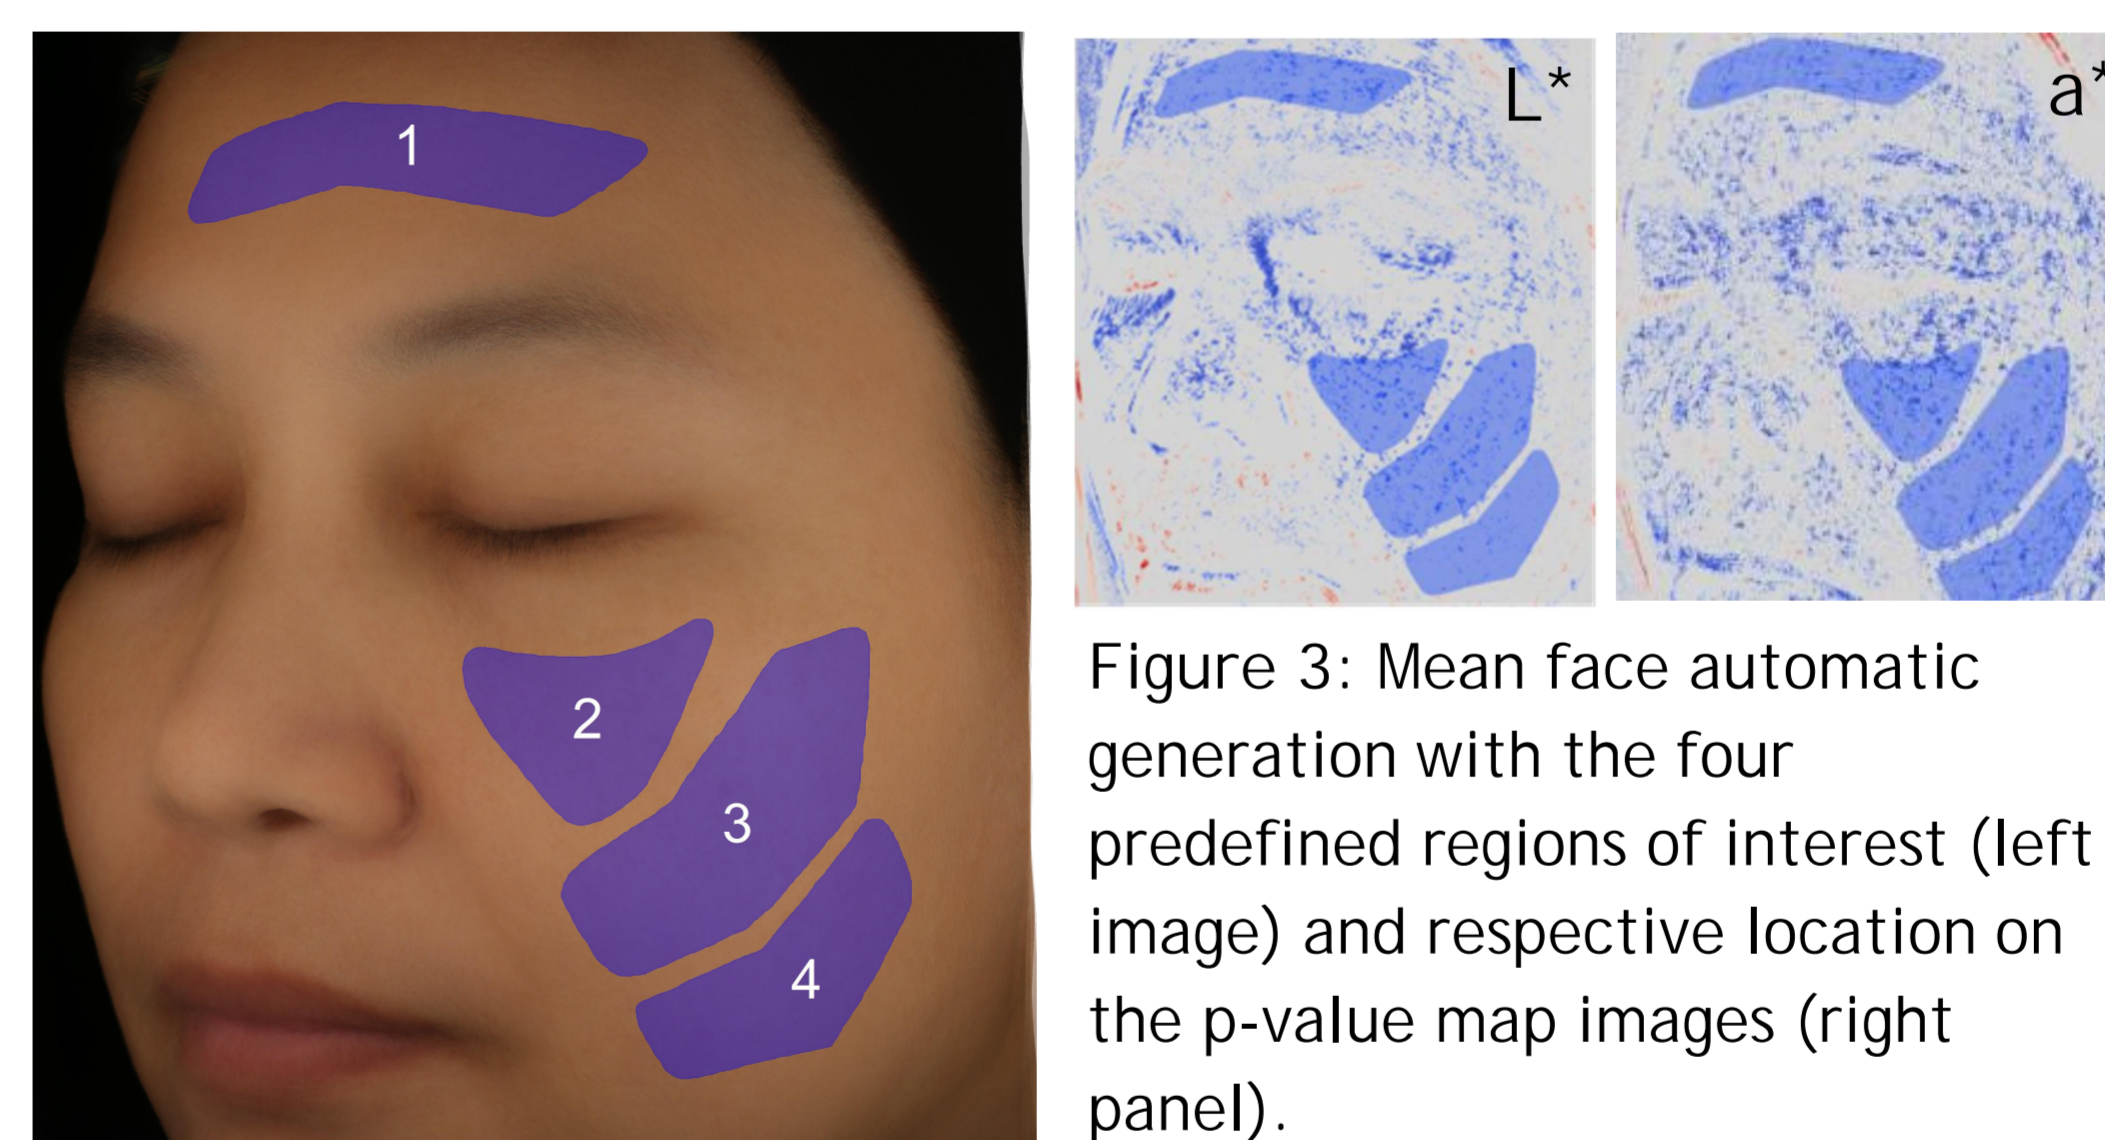 1
2
3
4
L*
a*
Figure 3: Mean face automatic
generation with the four
predefined regions of interest (left
image) and respective location on
the p-value map images (right
panel).